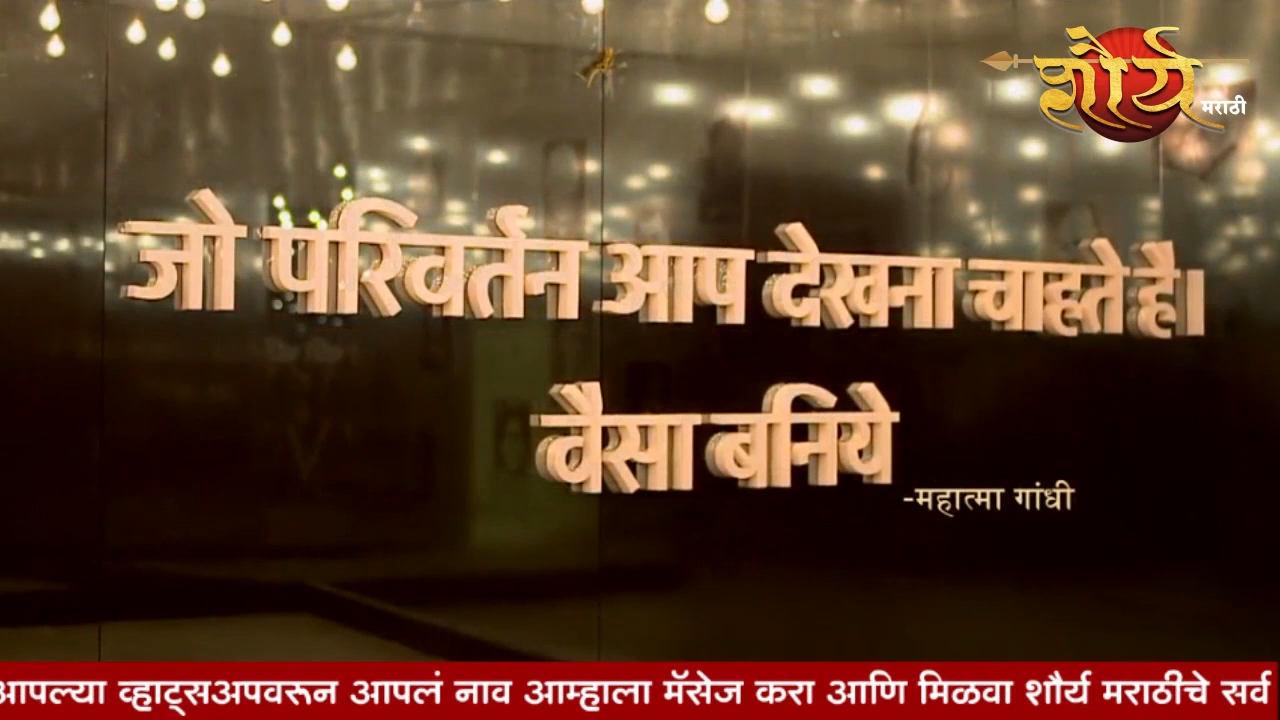 शौर्य
मराठी
जो परिवर्तन आप देखना चाहते है।
वैसा बनिये
-महात्मा गांधी
आपल्या व्हाट्सअपवरून आपलं नाव आम्हाला मॅसेज करा आणि मिळवा शौर्य मराठीचे सर्व